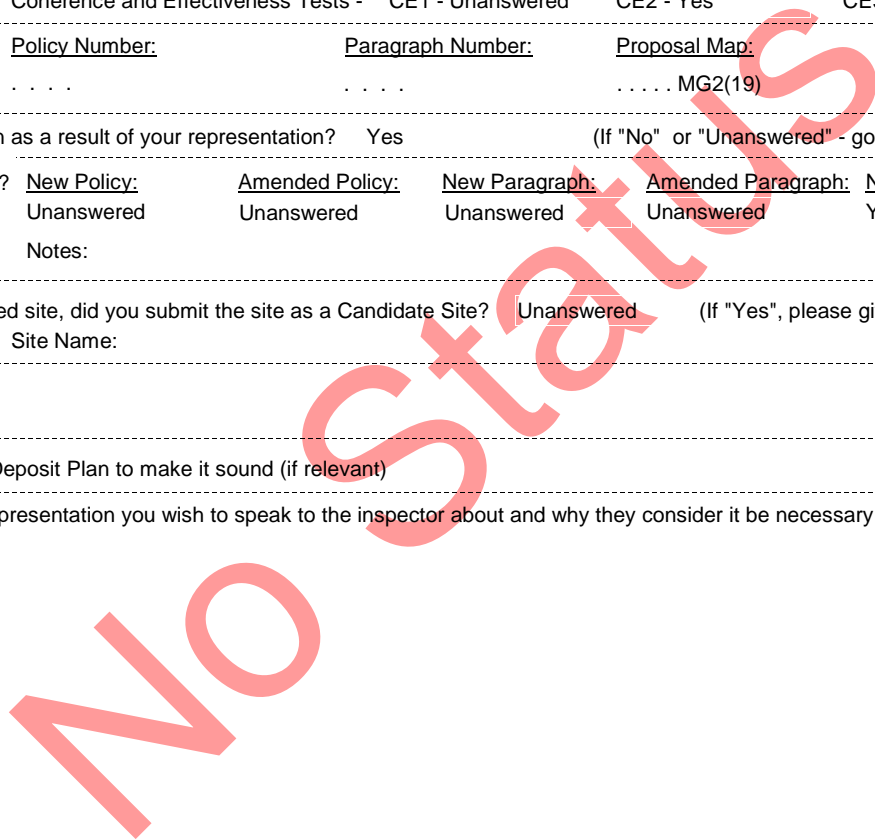 Coherence and Effectiveness Tests - CE1 - Unanswered CE2 - Yes
Policy Number: Paragraph Number: Proposal Map:
. . . . . . . . . . . . . MG2(19)
as a result of your representation? Yes (If "No" or "Unanswered" - go
? New Policy: Amended Policy: New Paragraph: Amended Paragraph: N
Unanswered Unanswered Unanswered Unanswered Y
Notes:
ed site, did you submit the site as a Candidate Site? Unanswered (If "Yes", please gi
Site Name:
Deposit Plan to make it sound (if relevant)
presentation you wish to speak to the inspector about and why they consider it be necessary
No Status